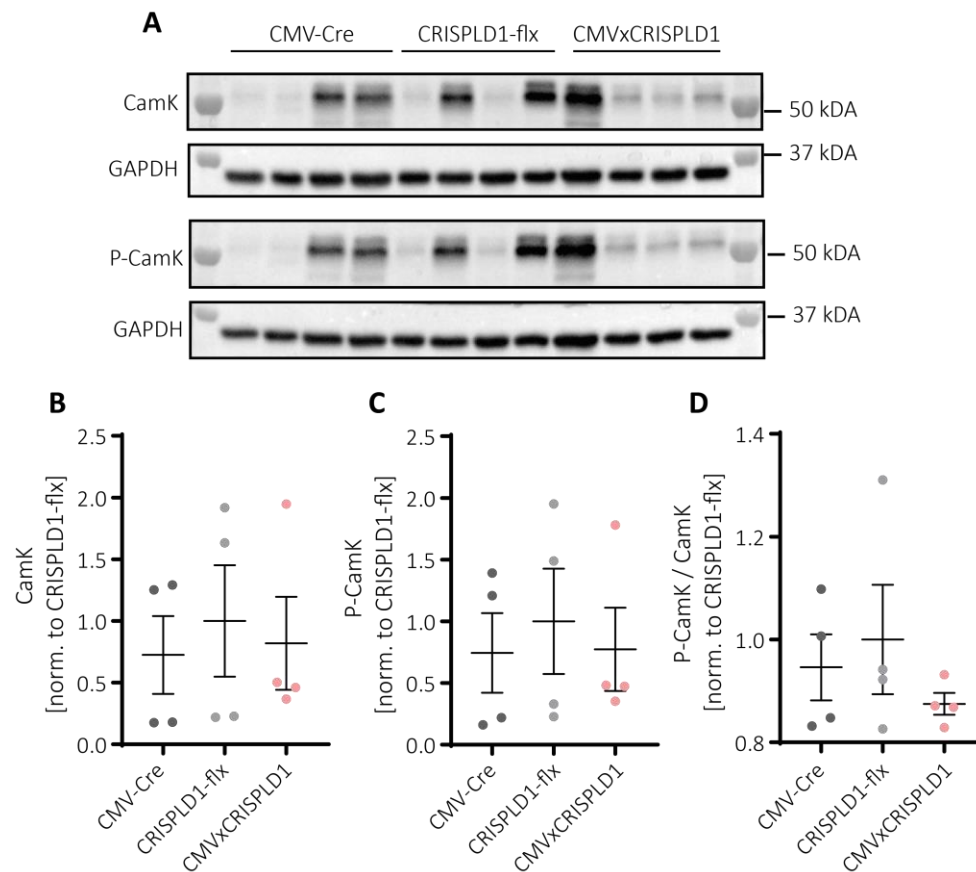 A
CMV-Cre CRISPLD1-flx CMVxCRISPLD1
CamK
50 kDA
GAPDH
37 kDA
P-CamK
50 kDA
GAPDH
37 kDA
B
CamK
[norm. to CRISPLD1-flx]
2.5
2.0
1.5
1.0
0.5
0.0
CMV-Cre
CRISPLD1-flx
CMVxCRISPLD1
C
P-CamK
[norm. to CRISPLD1-flx]
2.5
2.0
1.5
1.0
0.5
0.0
CMV-Cre
CRISPLD1-flx
CMVxCRISPLD1
D
P-CamK / CamK
[norm. to CRISPLD1-flx]
1.4
1.2
1.0
0.8
CMV-Cre
CRISPLD1-flx
CMVxCRISPLD1